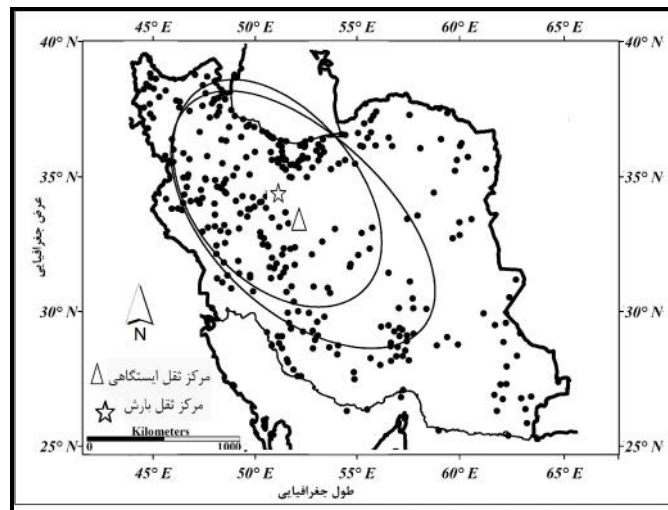 45° E 50° E 55° E 60° E 65° E
40° N 40° N
35° N 35° N
عرض جغرافیایی
30° N 30° N
N
مرکز ثقل ایستگاهی
مرکز ثقل بارش
Kilometers
0 1000
25° N 25° N
45° E 50° E 55° E 60° E 65° E
طول جغرافیایی